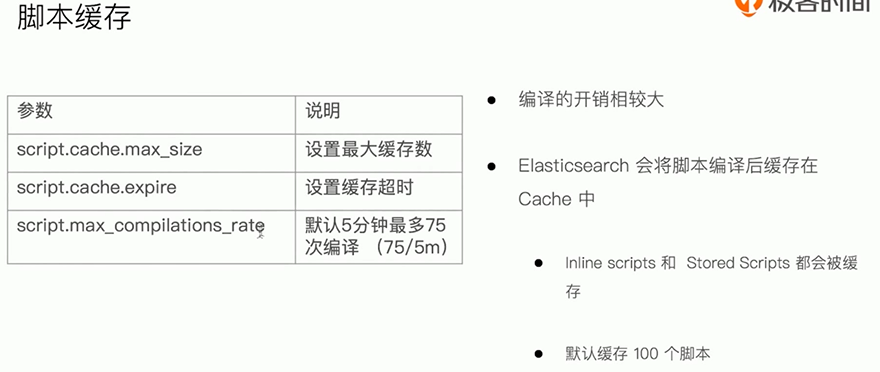 脚本缓存
极客时间
参数 说明
script.cache.max_size 设置最大缓存数
script.cache.expire 设置缓存超时
script.max_compilations_rate 默认5分钟最多75
次编译 （75/5m）
编译的开销相较大
Elasticsearch 会将脚本编译后缓存在
Cache 中
Inline scripts 和 Stored Scripts 都会被缓
存
默认缓存 100 个脚本